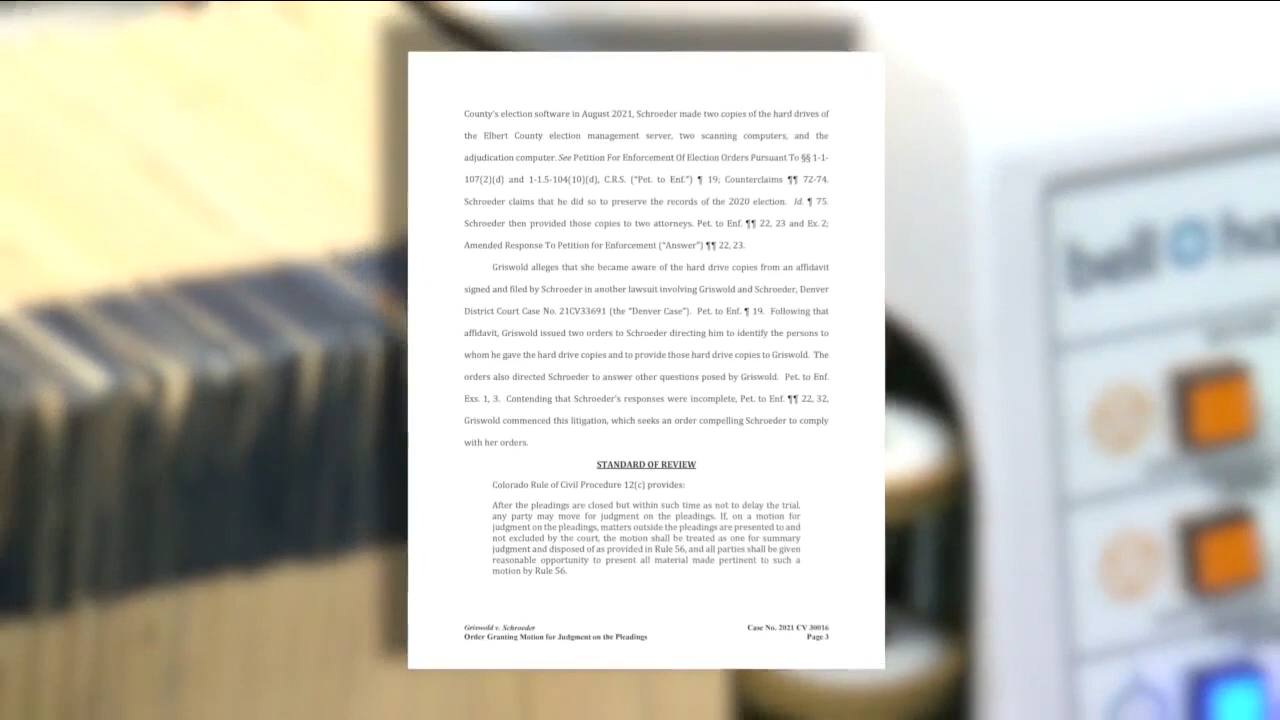 County's election software in August 2021, Schroeder made two copies of the hard drives of
the Elbert County election management server, two scanning computers, and the
adjudication computer. See Petition For Enforcement Of Election Orders Pursuant To §§ 1-1-
107(2)(d) and 1-1.5-104(10)(d), C.R.S. ("Pet. to Enf.") ¶ 19; Counterclaims ¶¶ 72-74.
Schroeder claims that he did so to preserve the records of the 2020 election. Id. ¶ 75.
Schroeder then provided those copies to two attorneys. Pet. to Enf. ¶¶ 22, 23 and Ex. 2;
Amended Response To Petition for Enforcement ("Answer") ¶¶ 22, 23.
Griswold alleges that she became aware of the hard drive copies from an affidavit
signed and filed by Schroeder in another lawsuit involving Griswold and Schroeder, Denver
District Court Case No. 21CV33691 (the "Denver Case"). Pet. to Enf. ¶ 19. Following that
affidavit, Griswold issued two orders to Schroeder directing him to identify the persons to
whom he gave the hard drive copies and to provide those hard drive copies to Griswold. The
orders also directed Schroeder to answer other questions posed by Griswold. Pet. to Enf.
Exs. 1, 3. Contending that Schroeder's responses were incomplete, Pet. to Enf. ¶¶ 22, 32,
Griswold commenced this litigation, which seeks an order compelling Schroeder to comply
with her orders.
STANDARD OF REVIEW
Colorado Rule of Civil Procedure 12(c) provides:
After the pleadings are closed but within such time as not to delay the trial,
any party may move for judgment on the pleadings. If, on a motion for
judgment on the pleadings, matters outside the pleadings are presented to and
not excluded by the court, the motion shall be treated as one for summary
judgment and disposed of as provided in Rule 56, and all parties shall be given
reasonable opportunity to present all material made pertinent to such a
motion by Rule 56.
Griswold v. Schroeder
Order Granting Motion for Judgment on the Pleadings
Case No. 2021 CV 30016
Page 3
bell